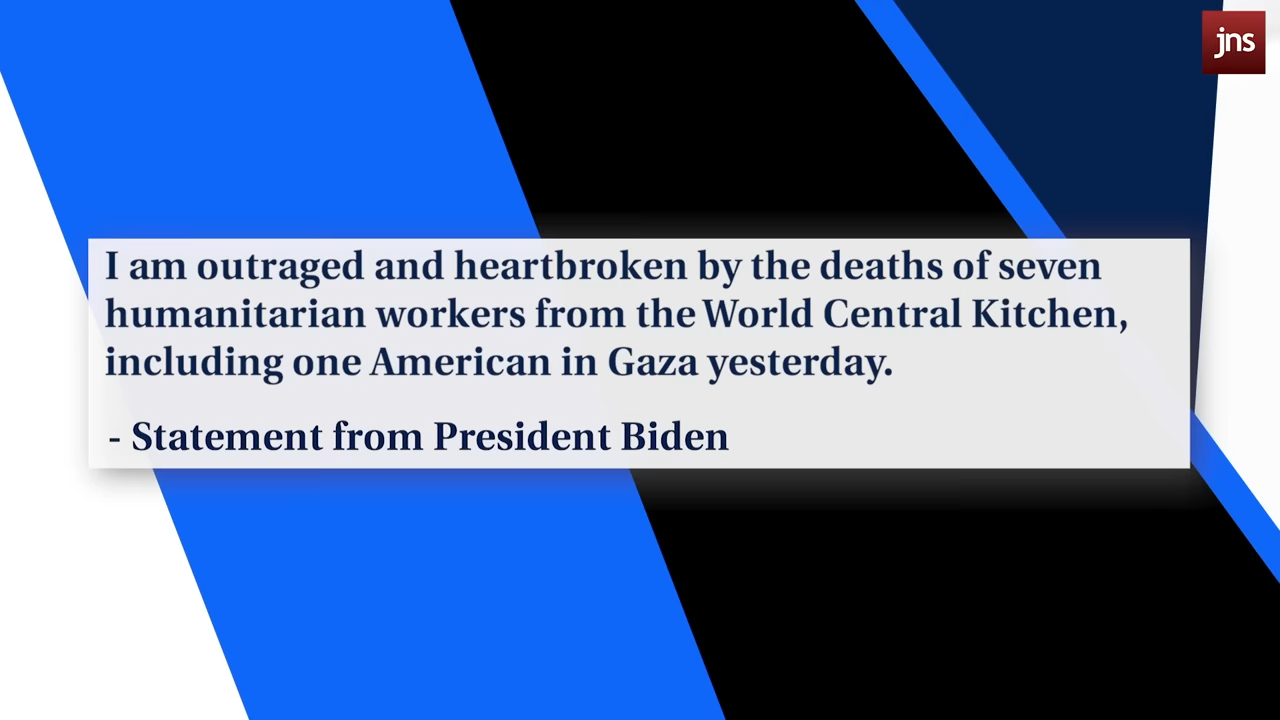 jns
I am outraged and heartbroken by the deaths of seven
humanitarian workers from the World Central Kitchen,
including one American in Gaza yesterday.
- Statement from President Biden